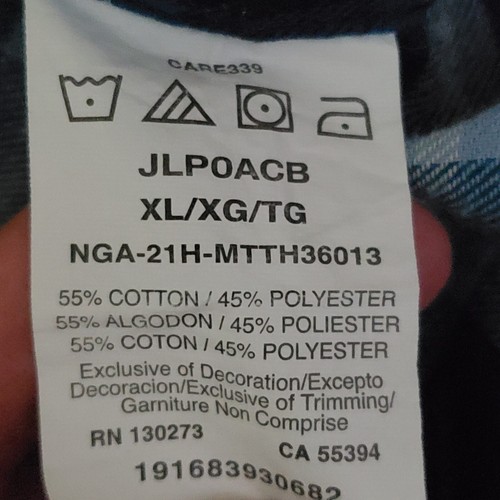 CARE339
JLP0ACB
XL/XG/TG
NGA-21H-MTTH36013
55% COTTON / 45% POLYESTER
55% ALGODON / 45% POLIESTER
55% COTON / 45% POLYESTER
Exclusive of Decoration/Excepto
Decoracion/Exclusive of Trimming/
Garniture Non Comprise
RN 130273
CA 55394
191683930682